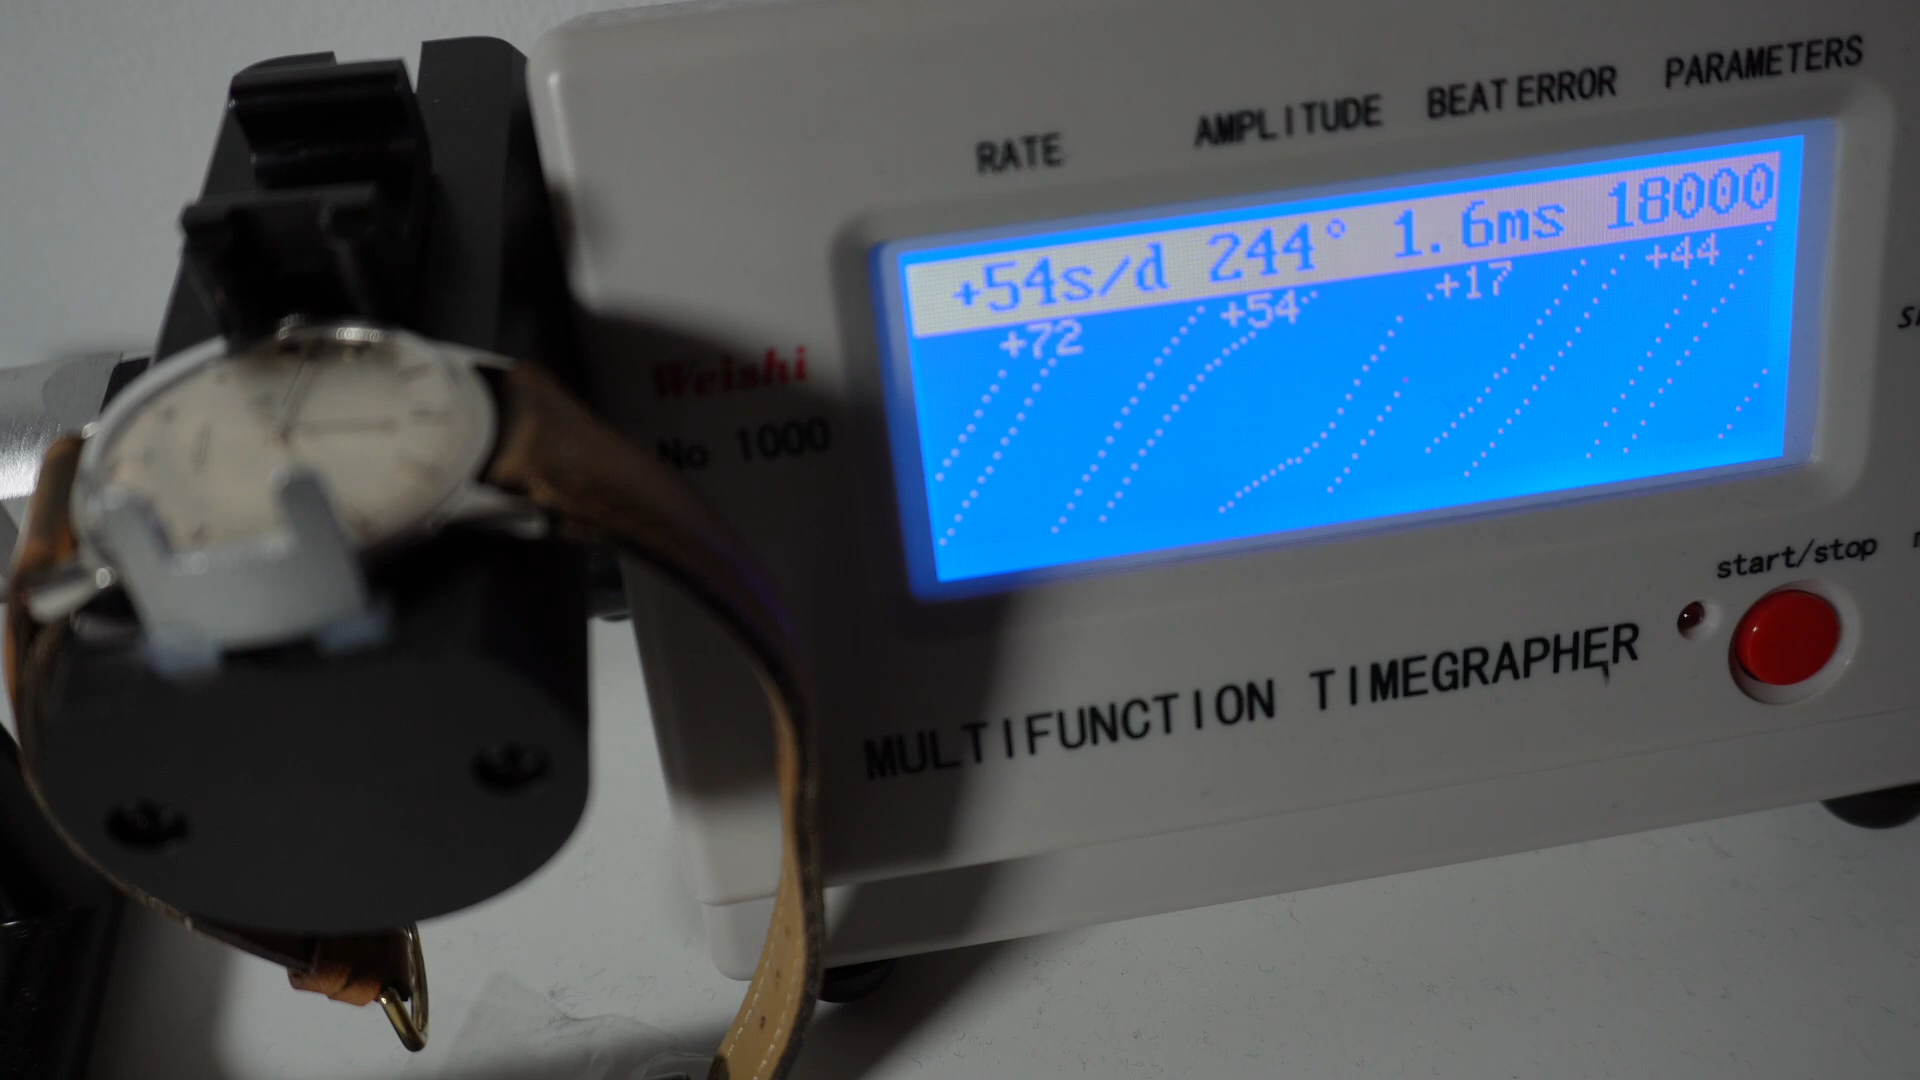 RATE AMPLITUDE BEAT ERROR PARAMETERS
+54s/d 244° 1.6ms 18000
+72 +54 +17 +44
Weishi
No 1000
start/stop
MULTIFUNCTION TIMEGRAPHER